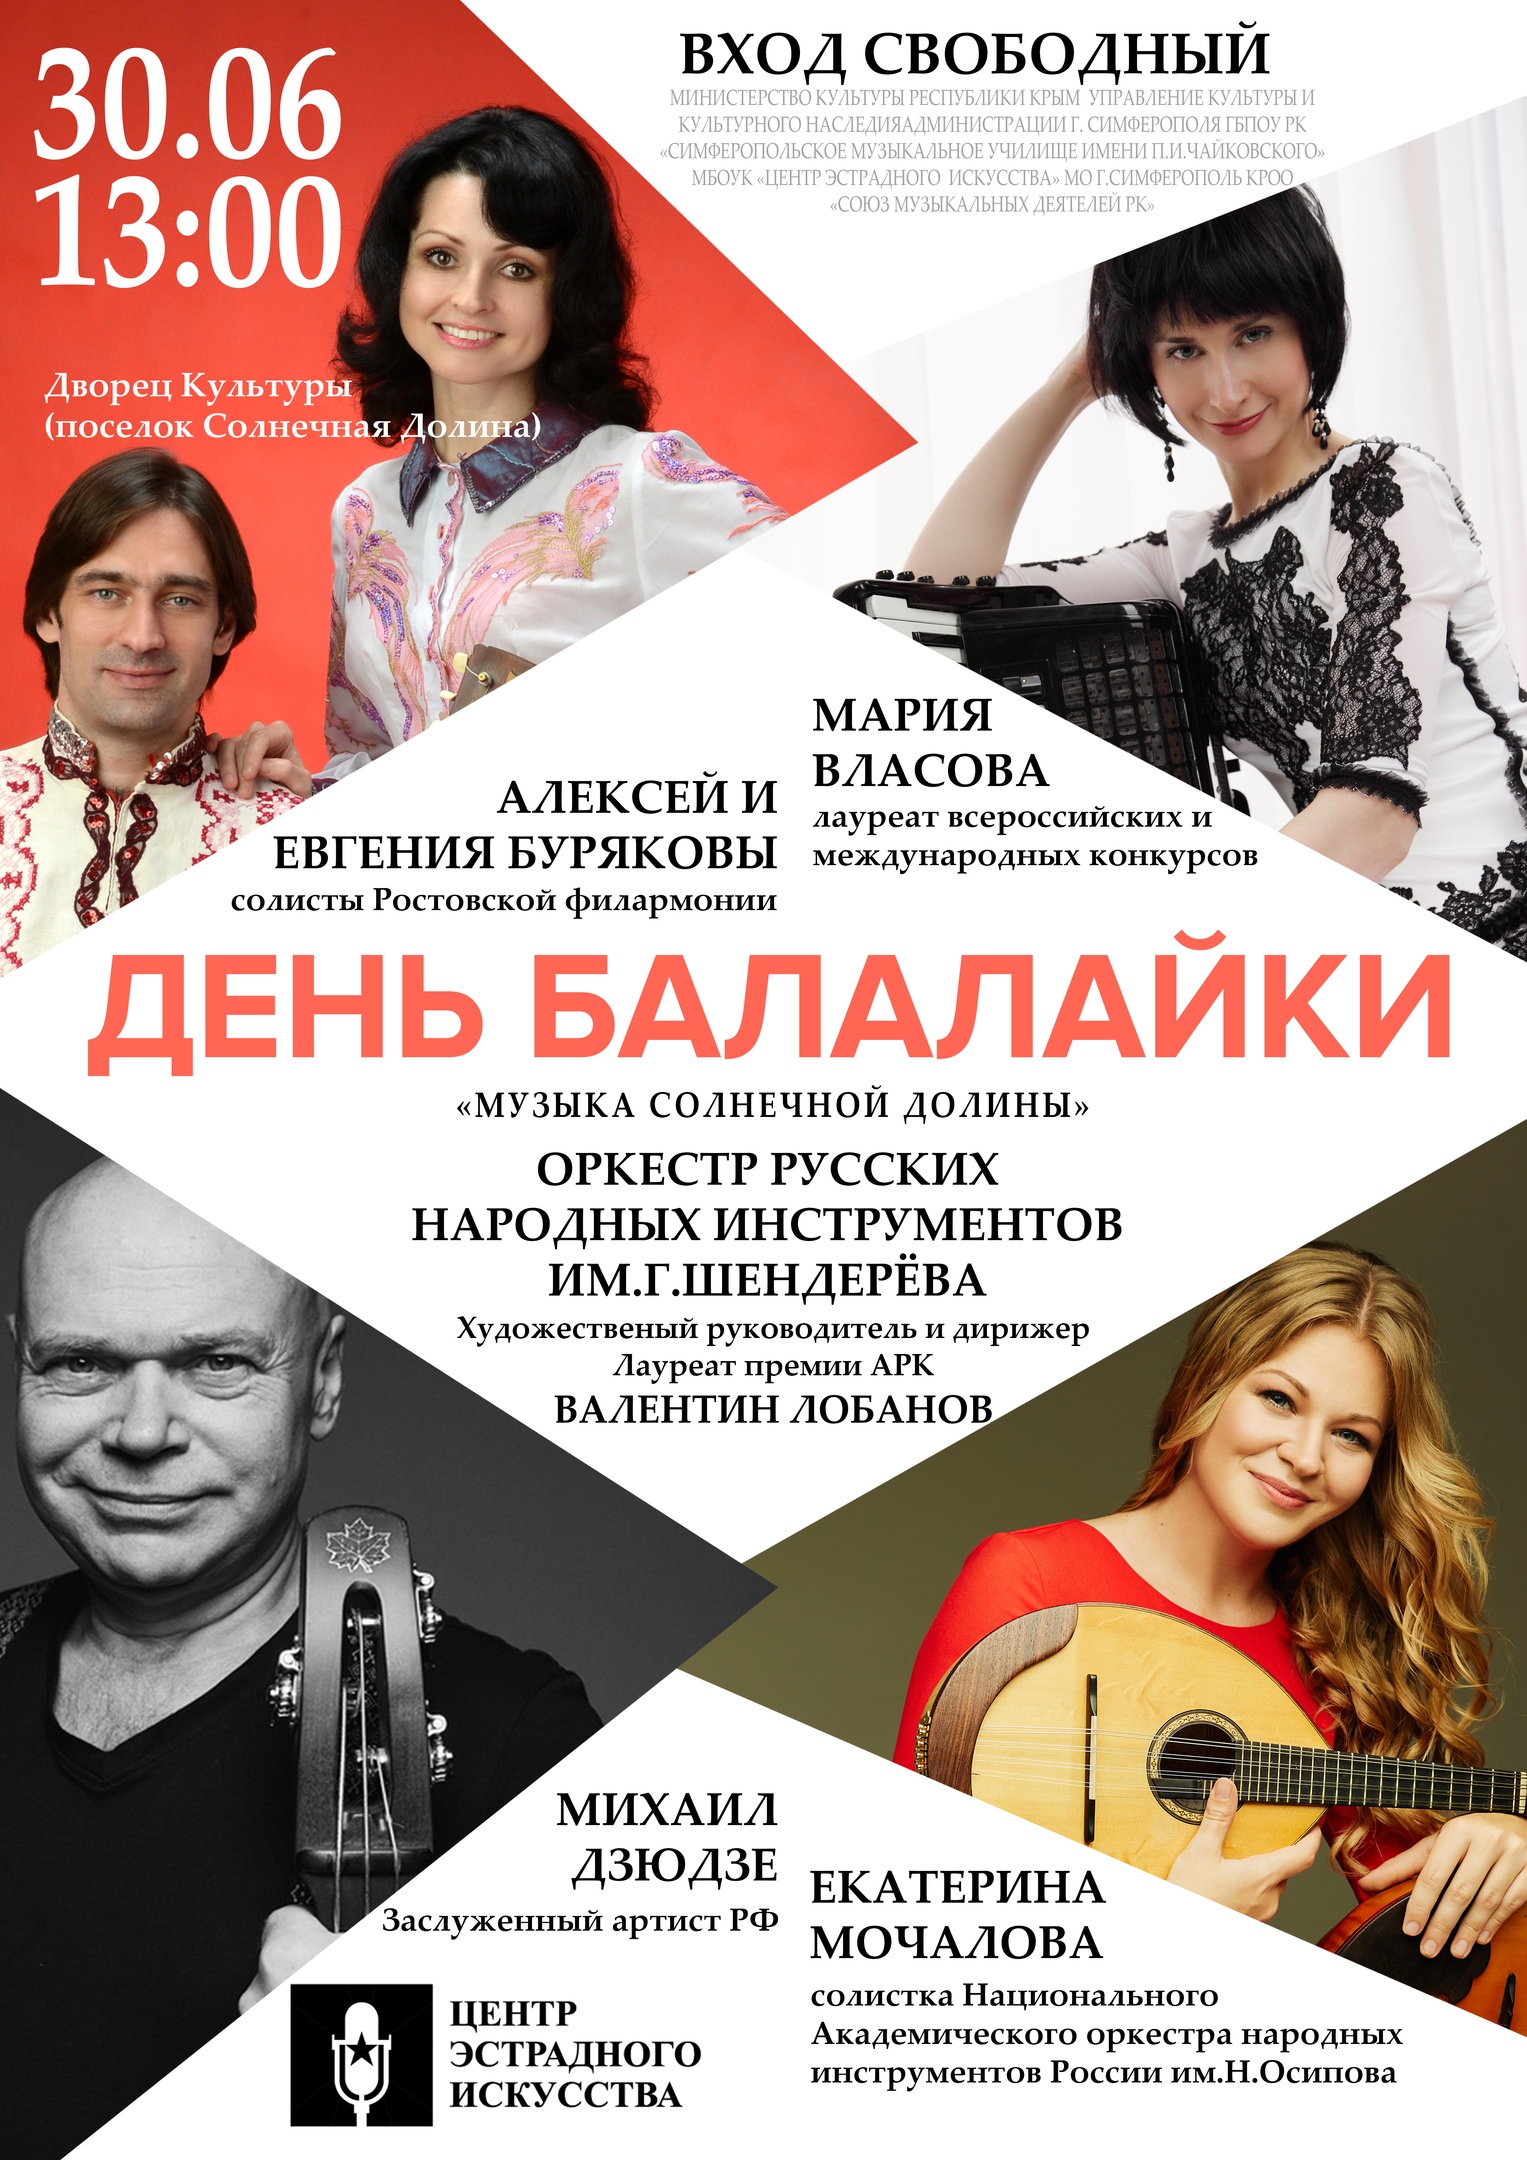 30.06
13:00
Дворец Культуры
(поселок Солнечная Долина)
ВХОД СВОБОДНЫЙ
МИНИСТЕРСТВО КУЛЬТУРЫ РЕСПУБЛИКИ КРЫМ УПРАВЛЕНИЕ КУЛЬТУРЫ И
КУЛЬТУРНОГО НАСЛЕДИЯАДМИНИСТРАЦИИ Г. СИМФЕРОПОЛЯ ГБПОУ РК
«СИМФЕРОПОЛЬСКОЕ МУЗЫКАЛЬНОЕ УЧИЛИЩЕ ИМЕНИ П.И.ЧАЙКОВСКОГО»
МБОУК «ЦЕНТР ЭСТРАДНОГО ИСКУССТВА» МО Г.СИМФЕРОПОЛЬ КРОО
«СОЮЗ МУЗЫКАЛЬНЫХ ДЕЯТЕЛЕЙ РК»
АЛЕКСЕЙ И
ЕВГЕНИЯ БУРЯКОВЫ
солисты Ростовской филармонии
МАРИЯ
ВЛАСОВА
лауреат всероссийских и
международных конкурсов
ДЕНЬ БАЛАЛАЙКИ
«МУЗЫКА СОЛНЕЧНОЙ ДОЛИНЫ»
ОРКЕСТР РУССКИХ
НАРОДНЫХ ИНСТРУМЕНТОВ
ИМ.Г.ШЕНДЕРЁВА
Художественый руководитель и дирижер
Лауреат премии АРК
ВАЛЕНТИН ЛОБАНОВ
МИХАИЛ
ДЗЮДЗЕ
Заслуженный артист РФ
ЕКАТЕРИНА
МОЧАЛОВА
солистка Национального
Академического оркестра народных
инструментов России им.Н.Осипова
ЦЕНТР
ЭСТРАДНОГО
ИСКУССТВА